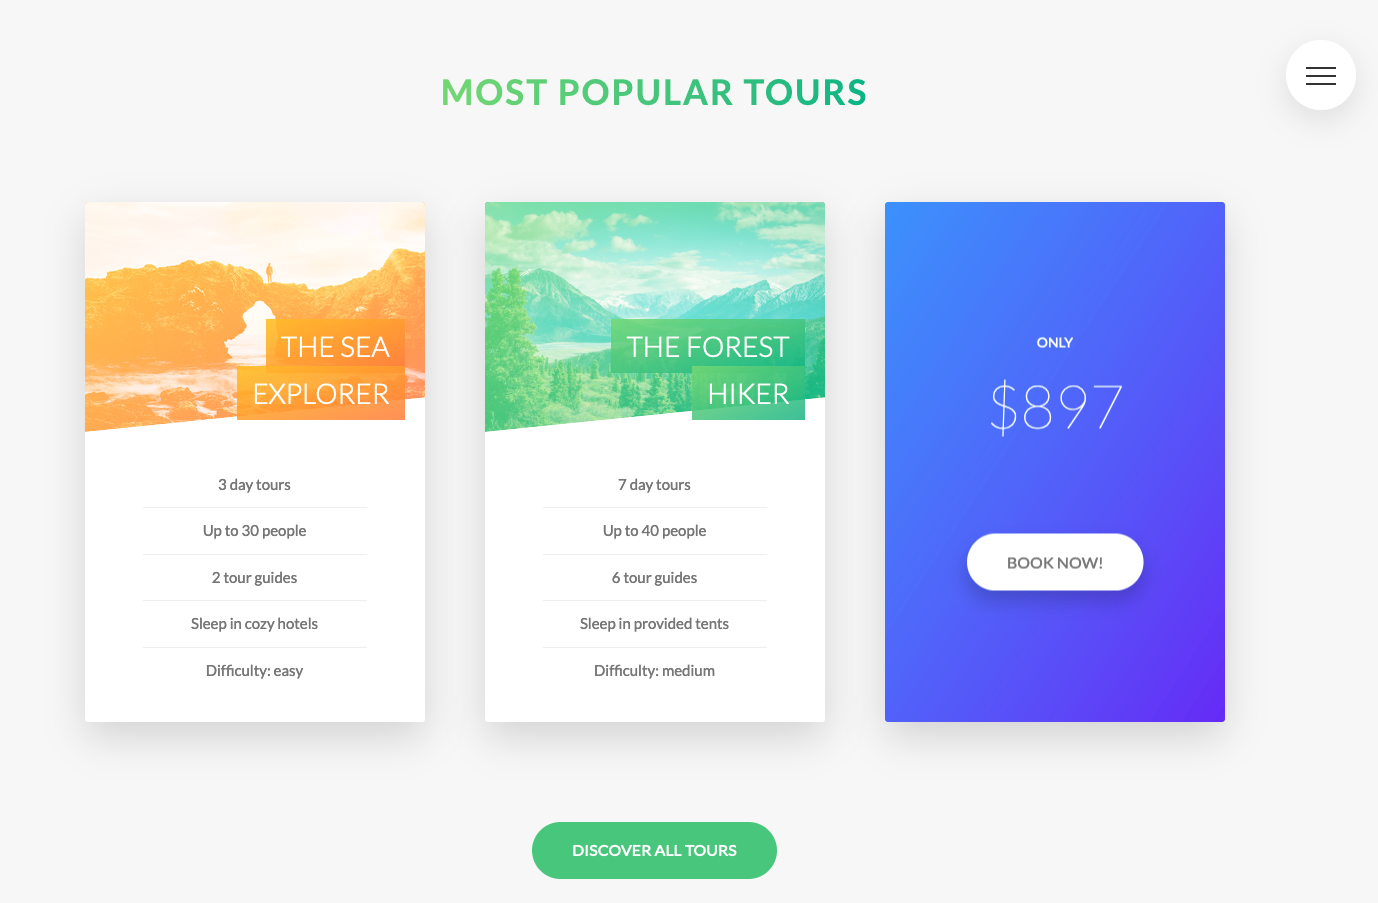 MOST POPULAR TOURS
THE SEA
EXPLORER
3 day tours
Up to 30 people
2 tour guides
Sleep in cozy hotels
Difficulty: easy
THE FOREST
HIKER
7 day tours
Up to 40 people
6 tour guides
Sleep in provided tents
Difficulty: medium
ONLY
$897
BOOK NOW!
DISCOVER ALL TOURS